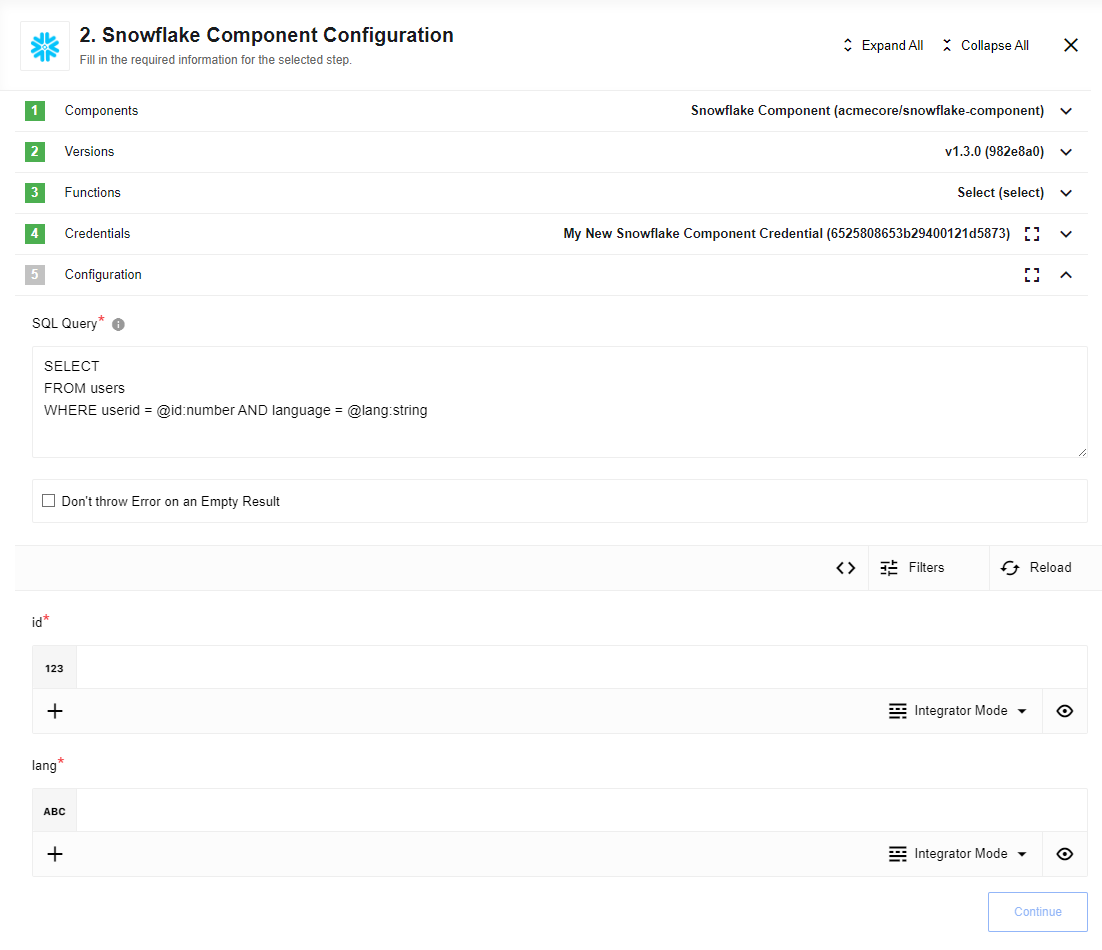 2. Snowflake Component Configuration
Fill in the required information for the selected step.
Expand All
Collapse All
1 Components Snowflake Component (acmecore/snowflake-component)
2 Versions v1.3.0 (982e8a0)
3 Functions Select (select)
4 Credentials My New Snowflake Component Credential (6525808653b29400121d5873)
5 Configuration
SQL Query*
SELECT
FROM users
WHERE userid = @id:number AND language = @lang:string
Don't throw Error on an Empty Result
Filters Reload
id*
123
Integrator Mode
lang*
ABC
Integrator Mode
Continue